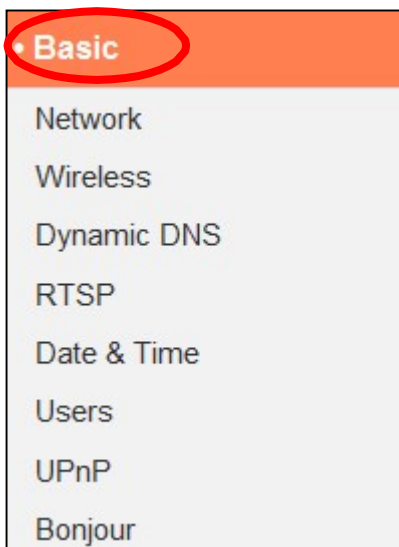 • Basic
Network
Wireless
Dynamic DNS
RTSP
Date & Time
Users
UPnP
Bonjour